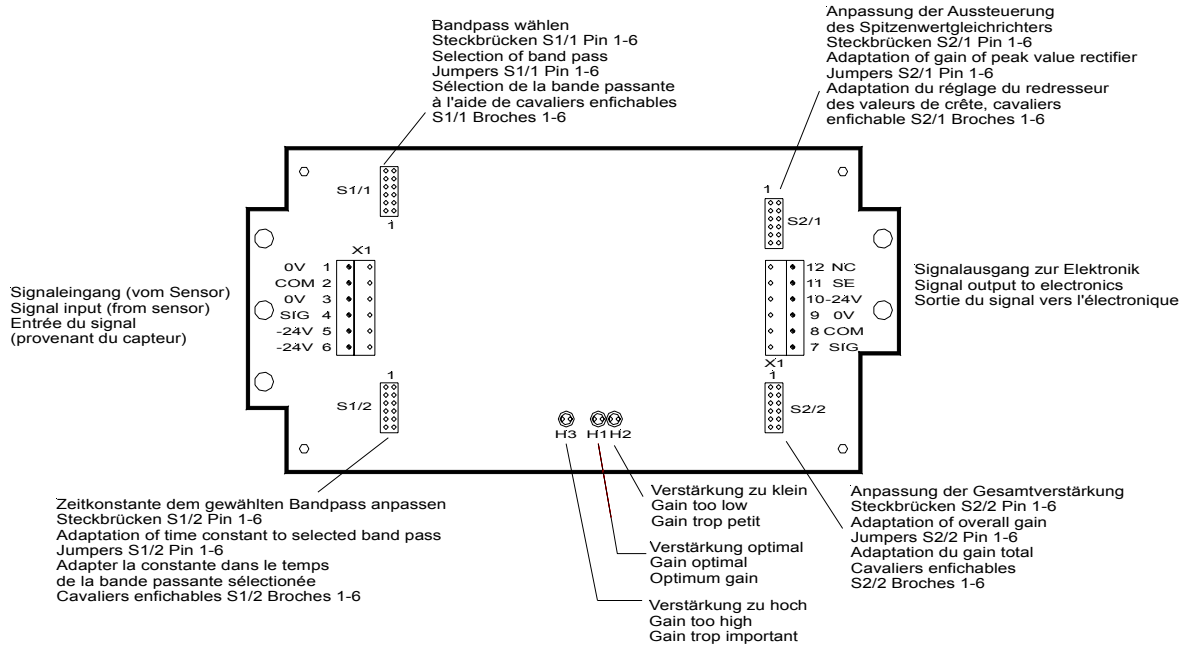 Bandpass wählen
Steckbrücken S1/1 Pin 1-6
Selection of band pass
Jumpers S1/1 Pin 1-6
Sélection de la bande passante
à l'aide de cavaliers enfichables
S1/1 Broches 1-6
Anpassung der Aussteuerung
des Spitzenwertgleichrichters
Steckbrücken S2/1 Pin 1-6
Adaptation of gain of peak value rectifier
Jumpers S2/1 Pin 1-6
Adaptation du réglage du redresseur
des valeurs de crête, cavaliers
enfichable S2/1 Broches 1-6
S1/1
1
1
S2/1
X1
0V 1
COM 2
0V 3
SIG 4
-24V 5
-24V 6
12 NC
11 SE
10-24V
9 0V
8 COM
7 SIG
X1
Signaleingang (vom Sensor)
Signal input (from sensor)
Entrée du signal
(provenant du capteur)
Signalausgang zur Elektronik
Signal output to electronics
Sortie du signal vers l'électronique
1
S1/2
1
S2/2
H3 H1 H2
Zeitkonstante dem gewählten Bandpass anpassen
Steckbrücken S1/2 Pin 1-6
Adaptation of time constant to selected band pass
Jumpers S1/2 Pin 1-6
Adapter la constante dans le temps
de la bande passante sélectionée
Cavaliers enfichables S1/2 Broches 1-6
Verstärkung zu klein
Gain too low
Gain trop petit
Verstärkung optimal
Gain optimal
Optimum gain
Verstärkung zu hoch
Gain too high
Gain trop important
Anpassung der Gesamtverstärkung
Steckbrücken S2/2 Pin 1-6
Adaptation of overall gain
Jumpers S2/2 Pin 1-6
Adaptation du gain total
Cavaliers enfichables
S2/2 Broches 1-6